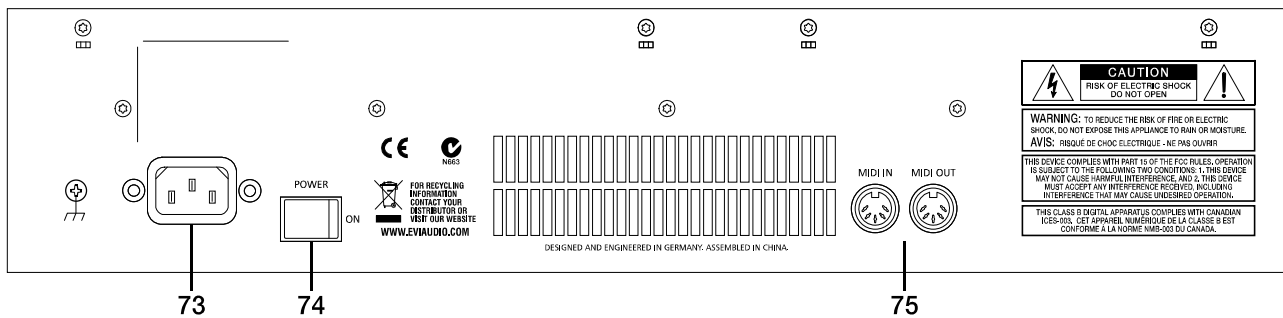 CAUTION
RISK OF ELECTRIC SHOCK
DO NOT OPEN
WARNING: TO REDUCE THE RISK OF FIRE OR ELECTRIC
SHOCK, DO NOT EXPOSE THIS APPLIANCE TO RAIN OR MOISTURE.
AVIS: RISQUÉ DE CHOC ELECTRIQUE - NE PAS OUVRIR
THIS DEVICE COMPLIES WITH PART 15 OF THE FCC RULES. OPERATION
IS SUBJECT TO THE FOLLOWING TWO CONDITIONS: 1. THIS DEVICE
MAY NOT CAUSE HARMFUL INTERFERENCE, AND 2. THIS DEVICE
MUST ACCEPT ANY INTERFERENCE RECEIVED, INCLUDING
INTERFERENCE THAT MAY CAUSE UNDESIRED OPERATION.
THIS CLASS B DIGITAL APPARATUS COMPLIES WITH CANADIAN
ICES-003. CET APPAREIL NUMÉRIQUE DE LA CLASSE B EST
CONFORME À LA NORME NMB-003 DU CANADA.
CE
N663
POWER
ON
FOR RECYCLING
INFORMATION
CONTACT YOUR
DISTRIBUTOR OR
VISIT OUR WEBSITE
WWW.EVIAUDIO.COM
MIDI IN
MIDI OUT
DESIGNED AND ENGINEERED IN GERMANY. ASSEMBLED IN CHINA.
73
74
75